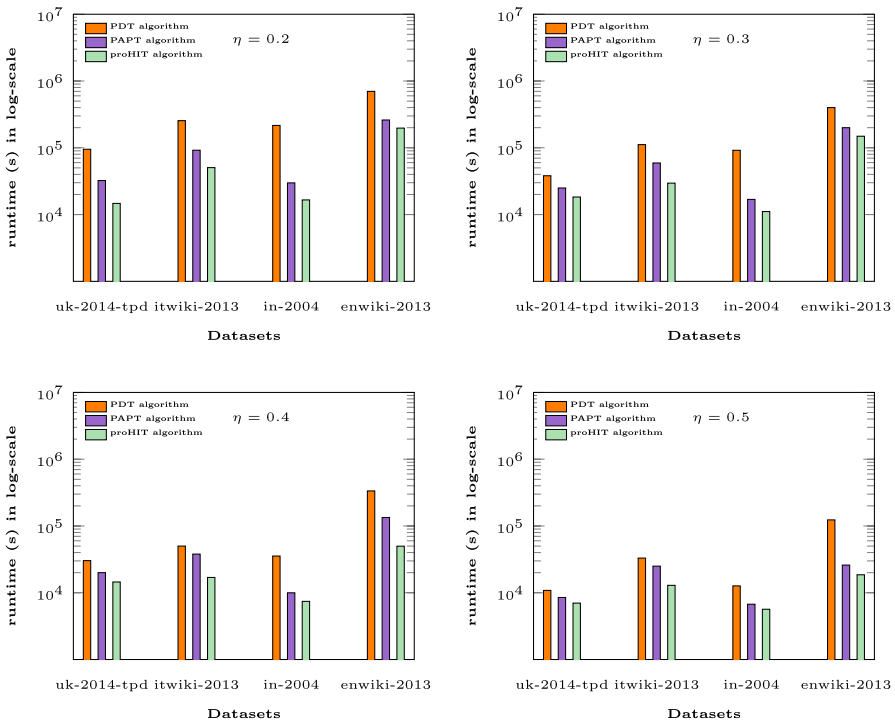 10^7
PDT algorithm
PAPT algorithm
proHIT algorithm
η = 0.2
10^6
10^5
10^4
runtime (s) in log-scale
uk-2014-tpd itwiki-2013 in-2004 enwiki-2013
Datasets
10^7
PDT algorithm
PAPT algorithm
proHIT algorithm
η = 0.3
10^6
10^5
10^4
runtime (s) in log-scale
uk-2014-tpd itwiki-2013 in-2004 enwiki-2013
Datasets
10^7
PDT algorithm
PAPT algorithm
proHIT algorithm
η = 0.4
10^6
10^5
10^4
runtime (s) in log-scale
uk-2014-tpd itwiki-2013 in-2004 enwiki-2013
Datasets
10^7
PDT algorithm
PAPT algorithm
proHIT algorithm
η = 0.5
10^6
10^5
10^4
runtime (s) in log-scale
uk-2014-tpd itwiki-2013 in-2004 enwiki-2013
Datasets